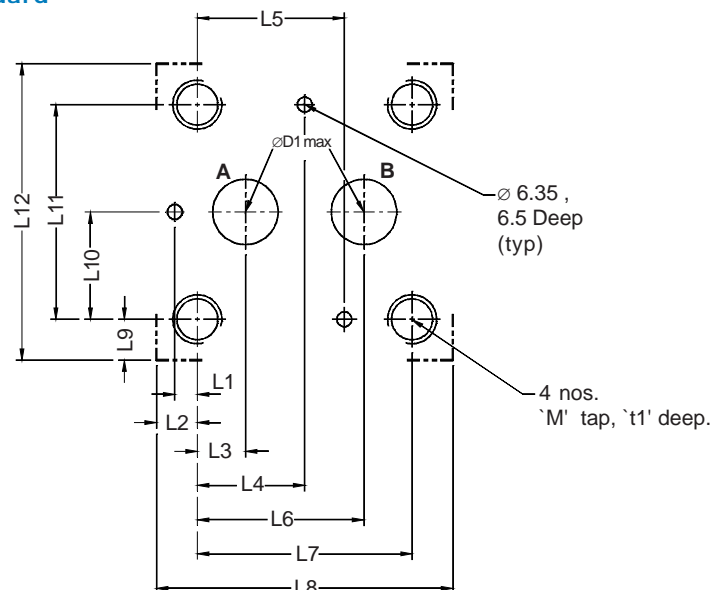 L5
∅D1 max
A
B
∅ 6.35 ,
6.5 Deep
(typ)
L12
L11
L10
L9
L1
L2
L3
4 nos.
`M' tap, `t1' deep.
L4
L6
L7
L8